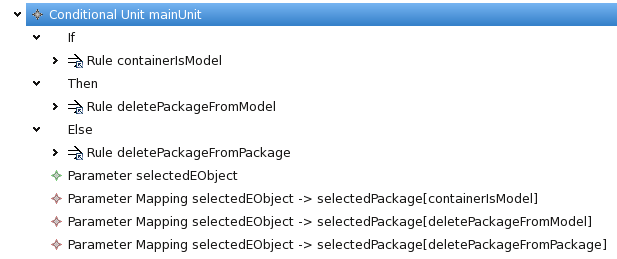 Conditional Unit mainUnit
If
Rule containerIsModel
Then
Rule deletePackageFromModel
Else
Rule deletePackageFromPackage
Parameter selectedEObject
Parameter Mapping selectedEObject -> selectedPackage[containerIsModel]
Parameter Mapping selectedEObject -> selectedPackage[deletePackageFromModel]
Parameter Mapping selectedEObject -> selectedPackage[deletePackageFromPackage]